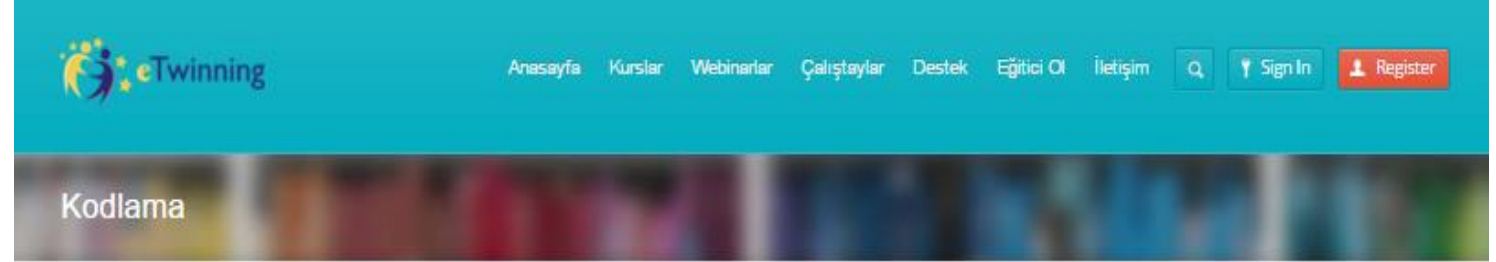 eTwinning
Anasayfa Kurslar Webinarlar Çalıştaylar Destek Eğitici Ol İletişim Sign In Register
Kodlama